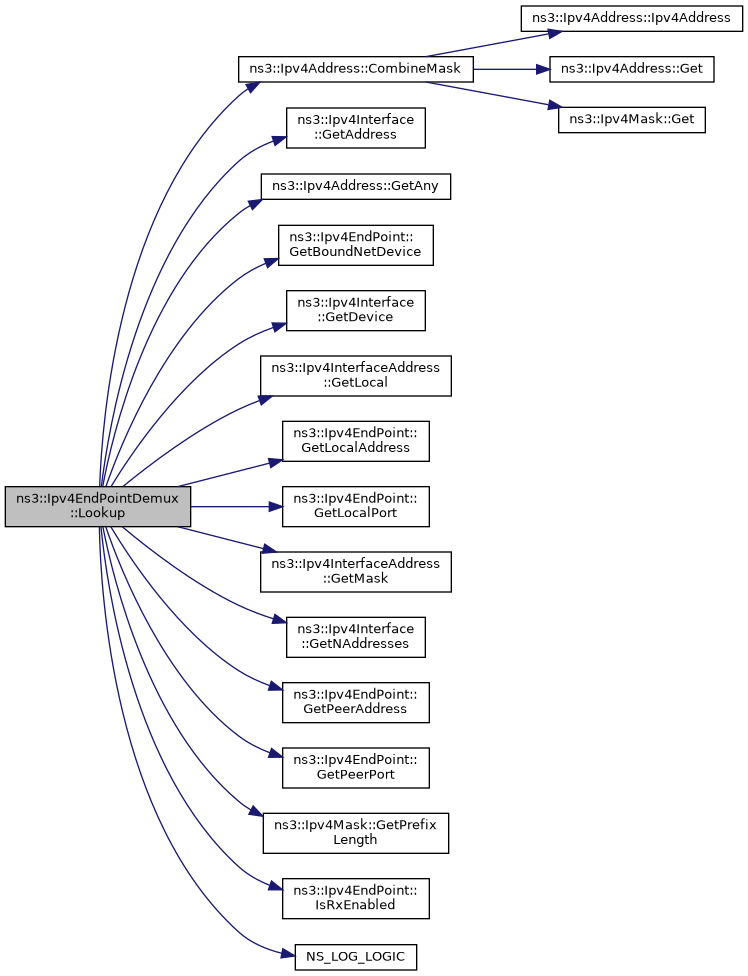 ns3::Ipv4Address::Ipv4Address
ns3::Ipv4Address::CombineMask
ns3::Ipv4Address::Get
ns3::Ipv4Mask::Get
ns3::Ipv4Interface
::GetAddress
ns3::Ipv4Address::GetAny
ns3::Ipv4EndPoint::
GetBoundNetDevice
ns3::Ipv4Interface
::GetDevice
ns3::Ipv4InterfaceAddress
::GetLocal
ns3::Ipv4EndPoint::
GetLocalAddress
ns3::Ipv4EndPointDemux
::Lookup
ns3::Ipv4EndPoint::
GetLocalPort
ns3::Ipv4InterfaceAddress
::GetMask
ns3::Ipv4Interface
::GetNAddresses
ns3::Ipv4EndPoint::
GetPeerAddress
ns3::Ipv4EndPoint::
GetPeerPort
ns3::Ipv4Mask::GetPrefix
Length
ns3::Ipv4EndPoint::
IsRxEnabled
NS_LOG_LOGIC